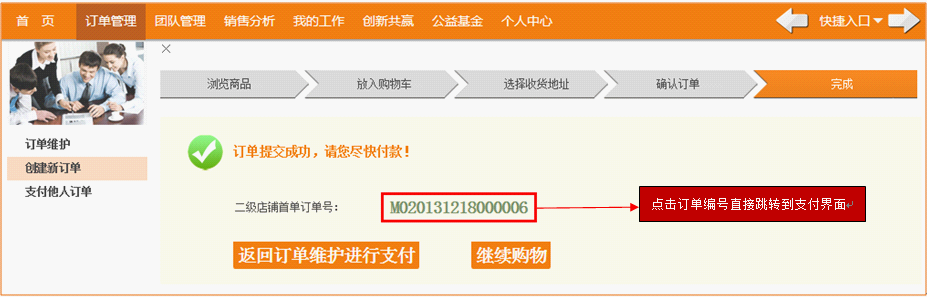 首 页 订单管理 团队管理 销售分析 我的工作 创新共赢 公益基金 个人中心 快捷入口
浏览商品 放入购物车 选择收货地址 确认订单 完成
订单维护
创建新订单
支付他人订单
订单提交成功，请您尽快付款！
二级店铺首单订单号： M020131218000006
点击订单编号直接跳转到支付界面
返回订单维护进行支付 继续购物